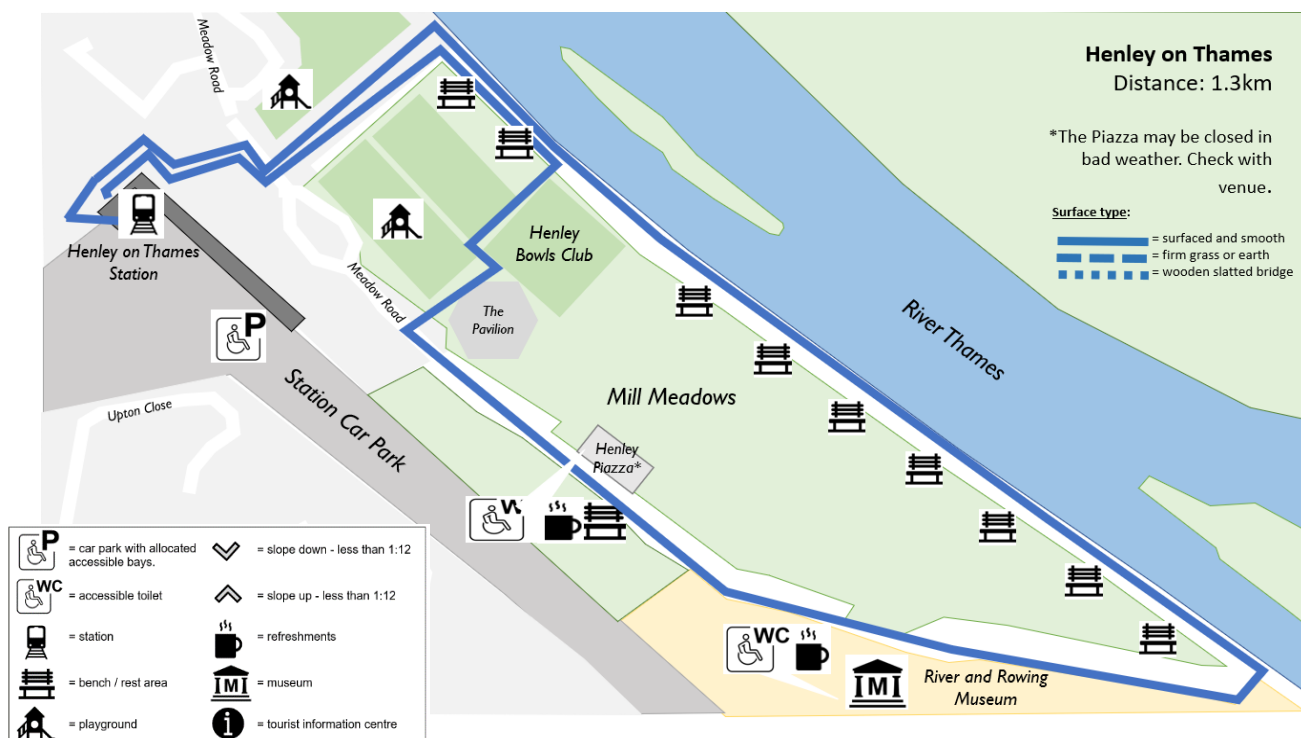 Meadow Road
Henley on Thames
Distance: 1.3km
*The Piazza may be closed in
bad weather. Check with
venue.
Surface type:
= surfaced and smooth
= firm grass or earth
= wooden slatted bridge
Henley on Thames
Station
Henley
Bowls Club
Meadow Road
The
Pavilion
River Thames
P
Station Car Park
Mill Meadows
Upton Close
Henley
Piazza*
P
= car park with allocated
accessible bays.
= slope down - less than 1:12
WC
= accessible toilet
= slope up - less than 1:12
= station
= refreshments
= bench / rest area
M
= museum
= playground
i
= tourist information centre
WC
M
River and Rowing
Museum